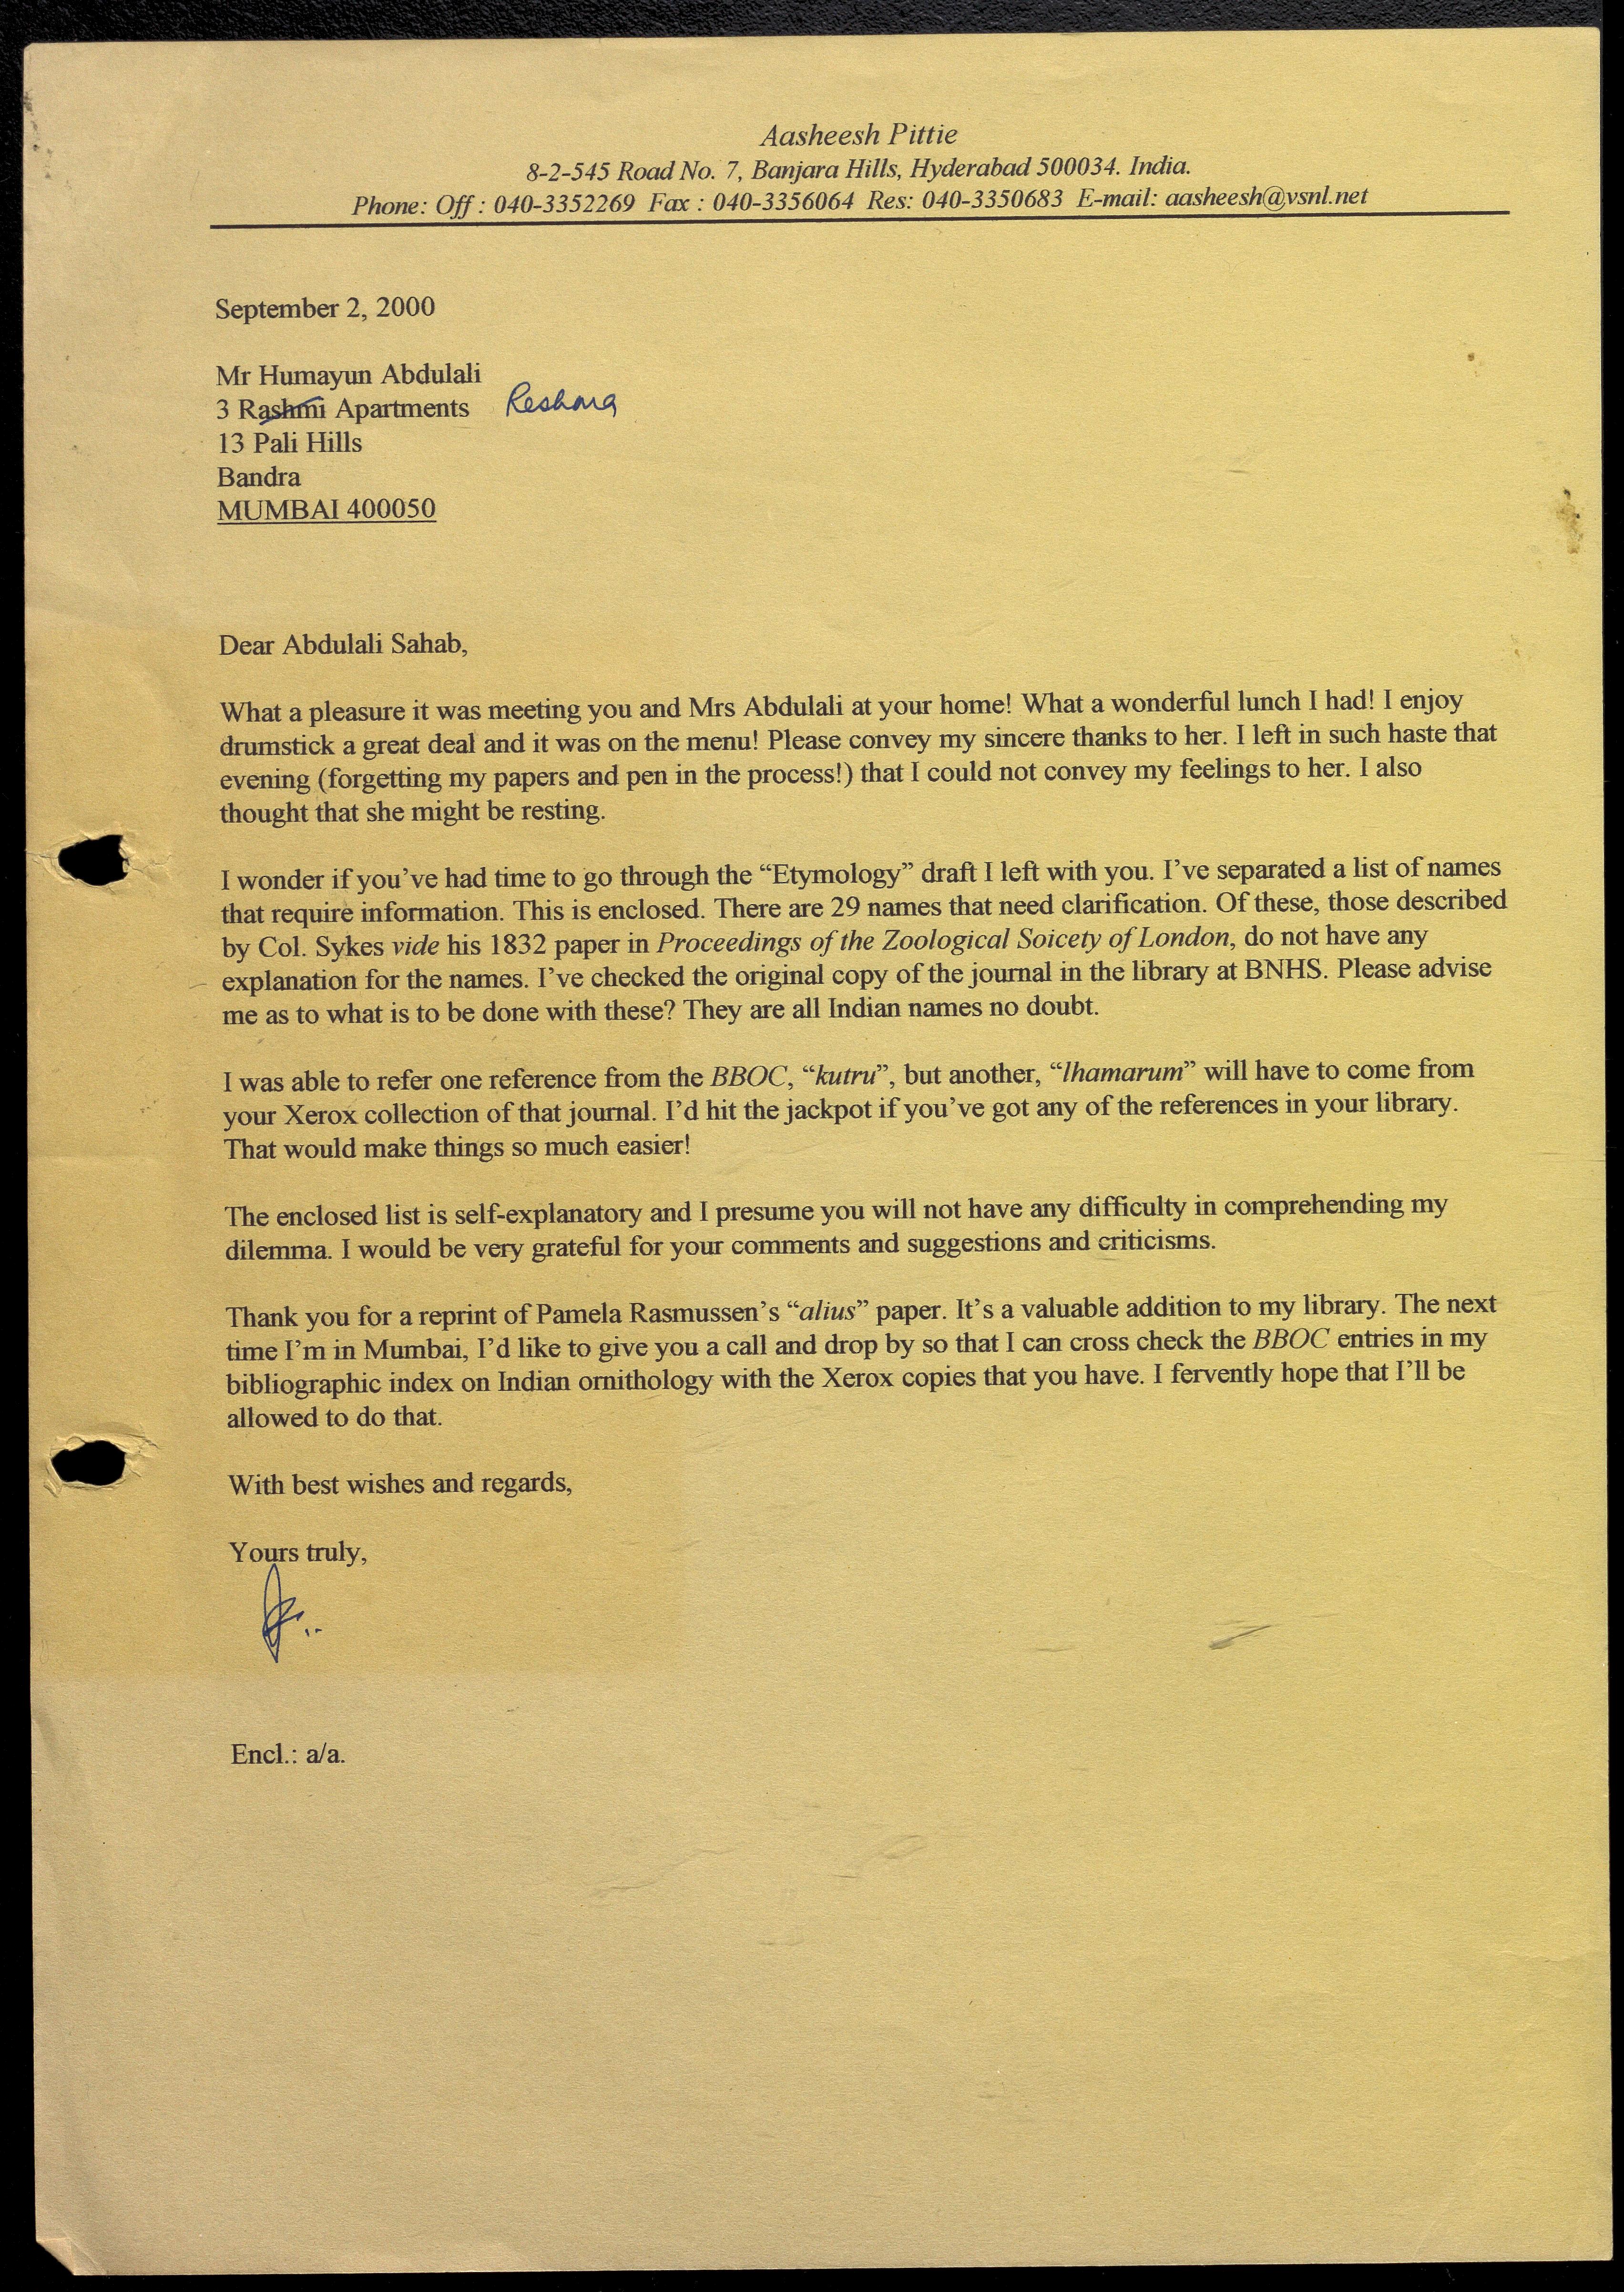 Aasheesh Pittie
8-2-545 Road No. 7, Banjara Hills, Hyderabad 500034. India.
Phone: Off : 040-3352269 Fax : 040-3356064 Res: 040-3350683 E-mail: aasheesh@vsnl.net
September 2, 2000
Mr Humayun Abdulali
3 Rashmi Apartments
13 Pali Hills
Bandra
MUMBAI 400050
Dear Abdulali Sahab,
What a pleasure it was meeting you and Mrs Abdulali at your home! What a wonderful lunch I had! I enjoy
drumstick a great deal and it was on the menu! Please convey my sincere thanks to her. I left in such haste that
evening (forgetting my papers and pen in the process!) that I could not convey my feelings to her. I also
thought that she might be resting.
I wonder if you've had time to go through the “Etymology” draft I left with you. I've separated a list of names
that require information. This is enclosed. There are 29 names that need clarification. Of these, those described
by Col. Sykes vide his 1832 paper in Proceedings of the Zoological Soicety of London, do not have any
explanation for the names. I've checked the original copy of the journal in the library at BNHS. Please advise
me as to what is to be done with these? They are all Indian names no doubt.
I was able to refer one reference from the BBOC, “kutru”, but another, “lhamarum” will have to come from
your Xerox collection of that journal. I'd hit the jackpot if you've got any of the references in your library.
That would make things so much easier!
The enclosed list is self-explanatory and I presume you will not have any difficulty in comprehending my
dilemma. I would be very grateful for your comments and suggestions and criticisms.
Thank you for a reprint of Pamela Rasmussen's “alius” paper. It's a valuable addition to my library. The next
time I'm in Mumbai, I'd like to give you a call and drop by so that I can cross check the BBOC entries in my
bibliographic index on Indian ornithology with the Xerox copies that you have. I fervently hope that I'll be
allowed to do that.
With best wishes and regards,
Yours truly,
Encl.: a/a.